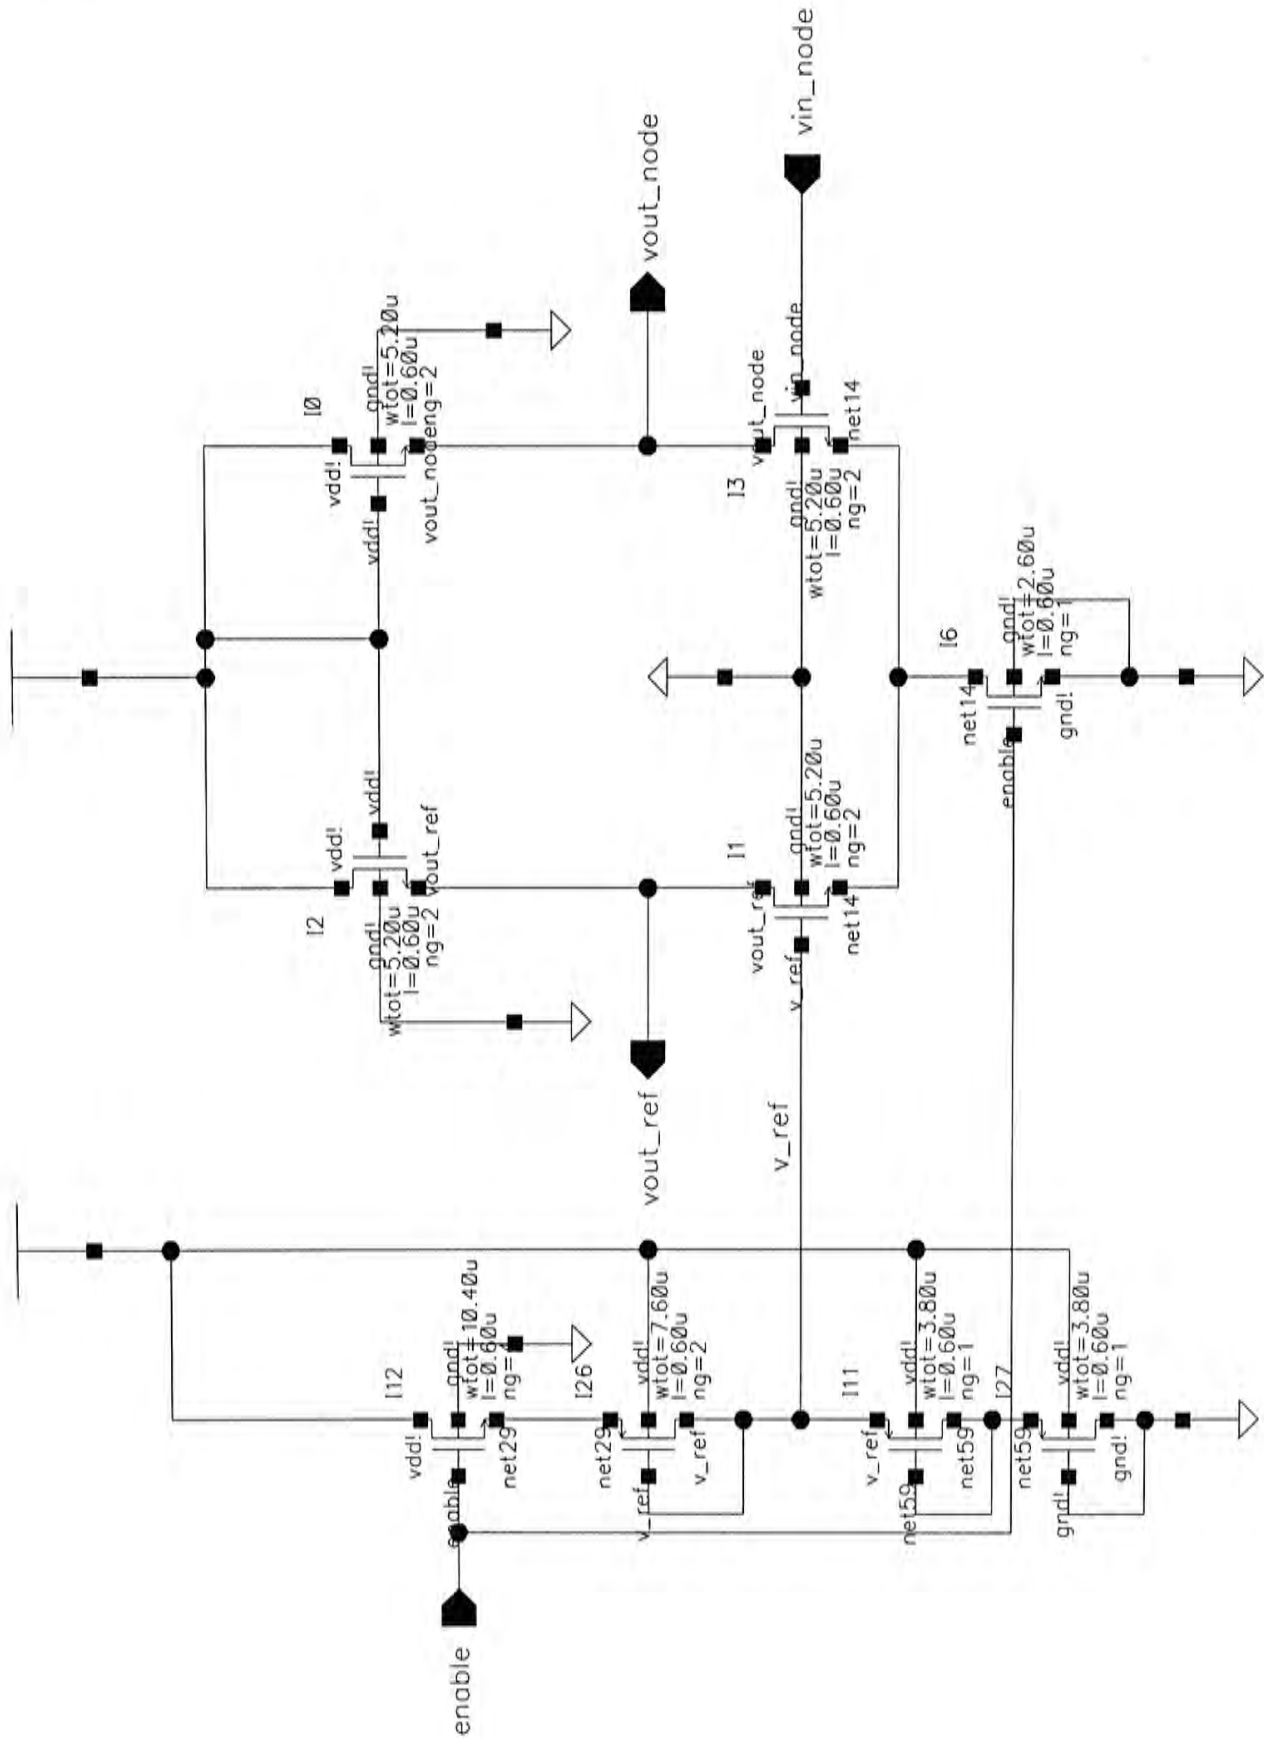 vdd!
I0
gnd!
wtot=5.20u
l=0.60u
ng=2
vdd!
vout_node
vdd!
vdd!
I2
gnd!
wtot=5.20u
l=0.60u
ng=2
vout_ref
vout_node
vin_node
vout_node
vin_node
I3
gnd!
wtot=5.20u
l=0.60u
ng=2
net14
I1
vout_ref
gnd!
wtot=5.20u
l=0.60u
ng=2
v_ref
net14
vout_ref
v_ref
I6
net14
gnd!
wtot=2.60u
l=0.60u
ng=1
enable
gnd!
I12
vdd!
gnd!
wtot=10.40u
l=0.60u
enable
net29
I26
net29
vdd!
wtot=7.60u
l=0.60u
ng=2
v_ref
v_ref
I11
v_ref
vdd!
wtot=3.80u
l=0.60u
ng=1
net59
net59
I27
net59
vdd!
wtot=3.80u
l=0.60u
ng=1
gnd!
gnd!
enable